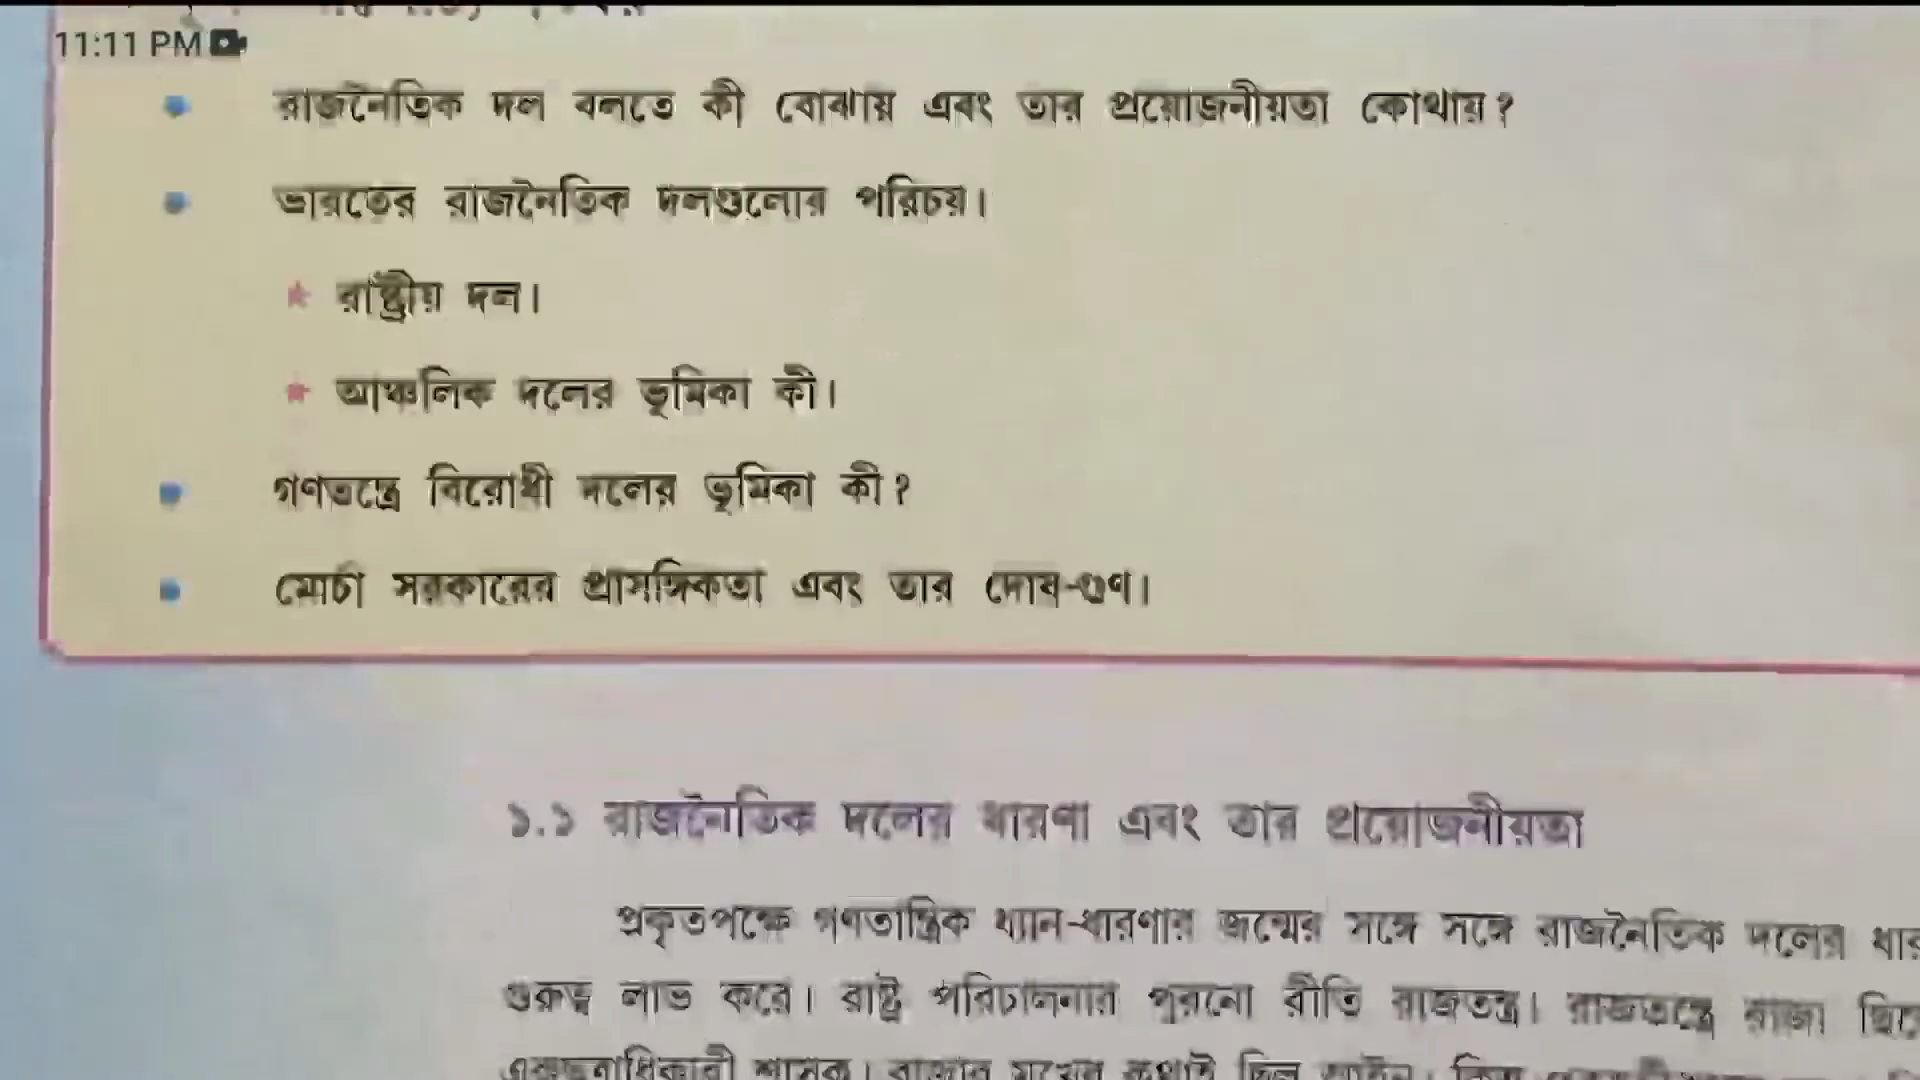 11:11 PM
রাজনৈতিক দল বলতে কী বোঝায় এবং তার প্রয়োজনীয়তা কোথায়?
ভারতের রাজনৈতিক দলগুলোর পরিচয়।
রাষ্ট্রীয় দল।
আঞ্চলিক দলের ভূমিকা কী।
গণতন্ত্রে বিরোধী দলের ভূমিকা কী?
মোর্চা সরকারের প্রাসঙ্গিকতা এবং তার দোষ-গুণ।
১.১ রাজনৈতিক দলের ধারণা এবং তার প্রয়োজনীয়তা
প্রকৃতপক্ষে গণতান্ত্রিক ধ্যান-ধারণার জন্মের সঙ্গে সঙ্গে রাজনৈতিক দলের
গুরুত্ব লাভ করে। রাষ্ট্র পরিচালনার পুরনো রীতি রাজতন্ত্র। রাজতন্ত্রে রাজা